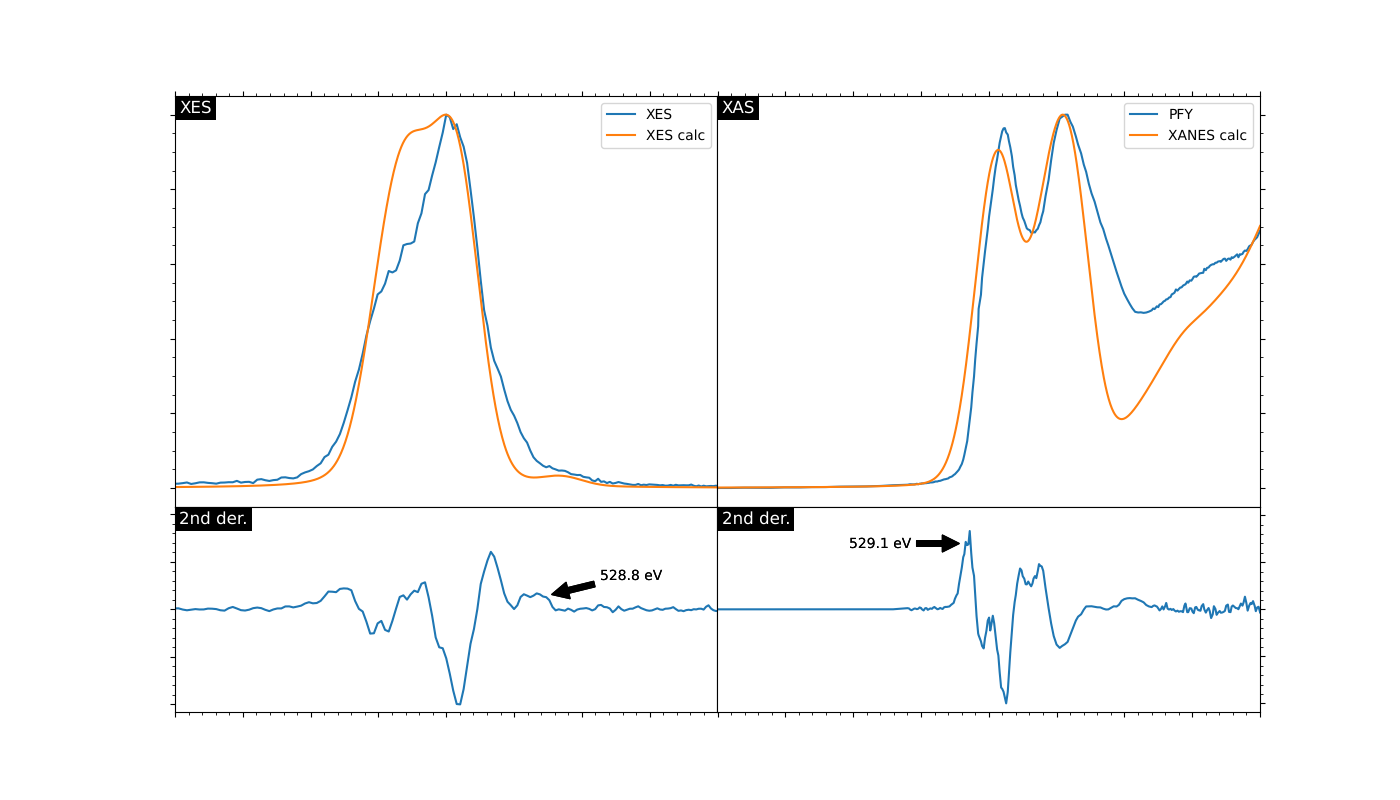 XES
XES
XES calc
XAS
PFY
XANES calc
2nd der.
528.8 eV
2nd der.
529.1 eV